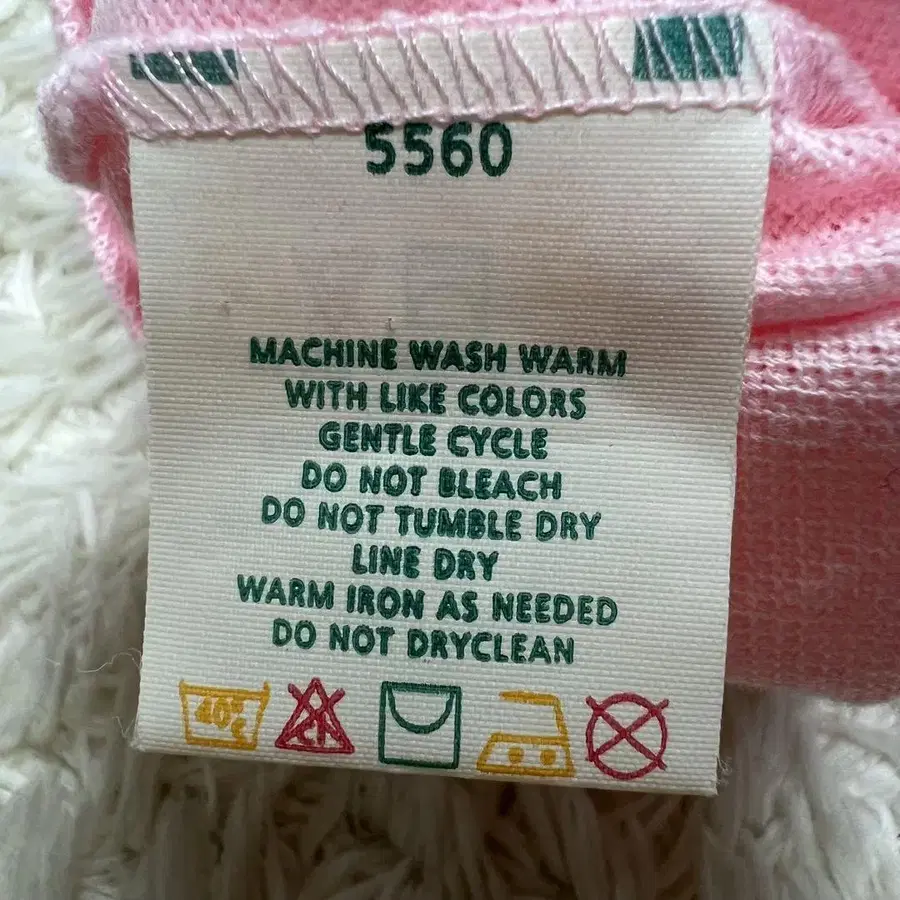 5560
MACHINE WASH WARM
WITH LIKE COLORS
GENTLE CYCLE
DO NOT BLEACH
DO NOT TUMBLE DRY
LINE DRY
WARM IRON AS NEEDED
DO NOT DRYCLEAN
40°C Cl